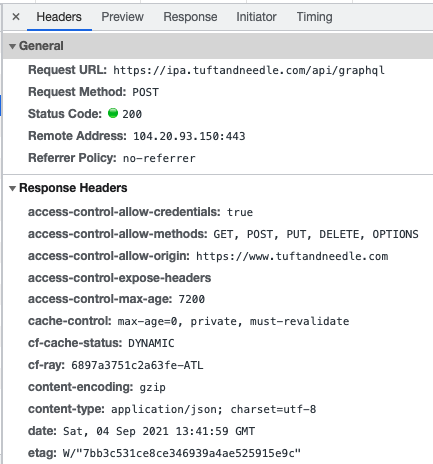 × Headers Preview Response Initiator Timing
▼ General
Request URL: https://ipa.tuftandneedle.com/api/graphql
Request Method: POST
Status Code: 200
Remote Address: 104.20.93.150:443
Referrer Policy: no-referrer
▼ Response Headers
access-control-allow-credentials: true
access-control-allow-methods: GET, POST, PUT, DELETE, OPTIONS
access-control-allow-origin: https://www.tuftandneedle.com
access-control-expose-headers
access-control-max-age: 7200
cache-control: max-age=0, private, must-revalidate
cf-cache-status: DYNAMIC
cf-ray: 6897a3751c2a63fe-ATL
content-encoding: gzip
content-type: application/json; charset=utf-8
date: Sat, 04 Sep 2021 13:41:59 GMT
etag: W/"7bb3c531ce8ce346939a4ae525915e9c"